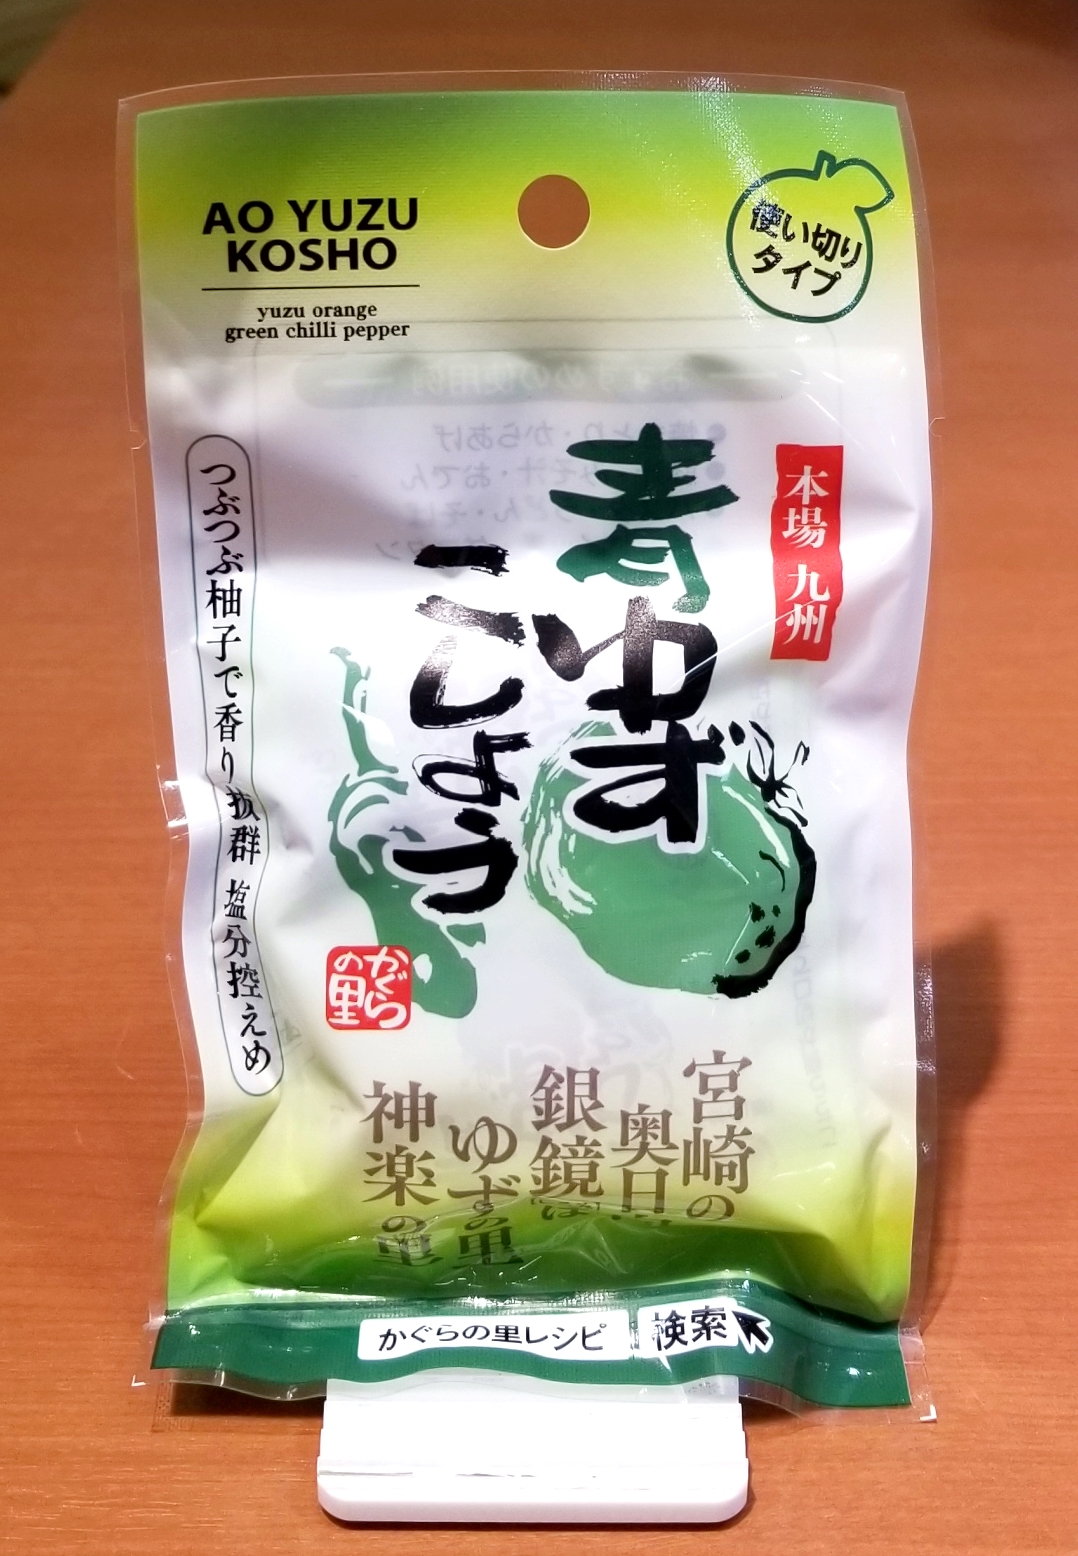 AO YUZU
KOSHO
yuzu orange
green chilli pepper
使い切り
タイプ
本場 九州
青ゆず
こしょう
つぶつぶ柚子で香り抜群 塩分控えめ
かぐら
の里
宮崎の
奥日
銀鏡
ゆずの里
神楽の里
かぐらの里レシピ
検索